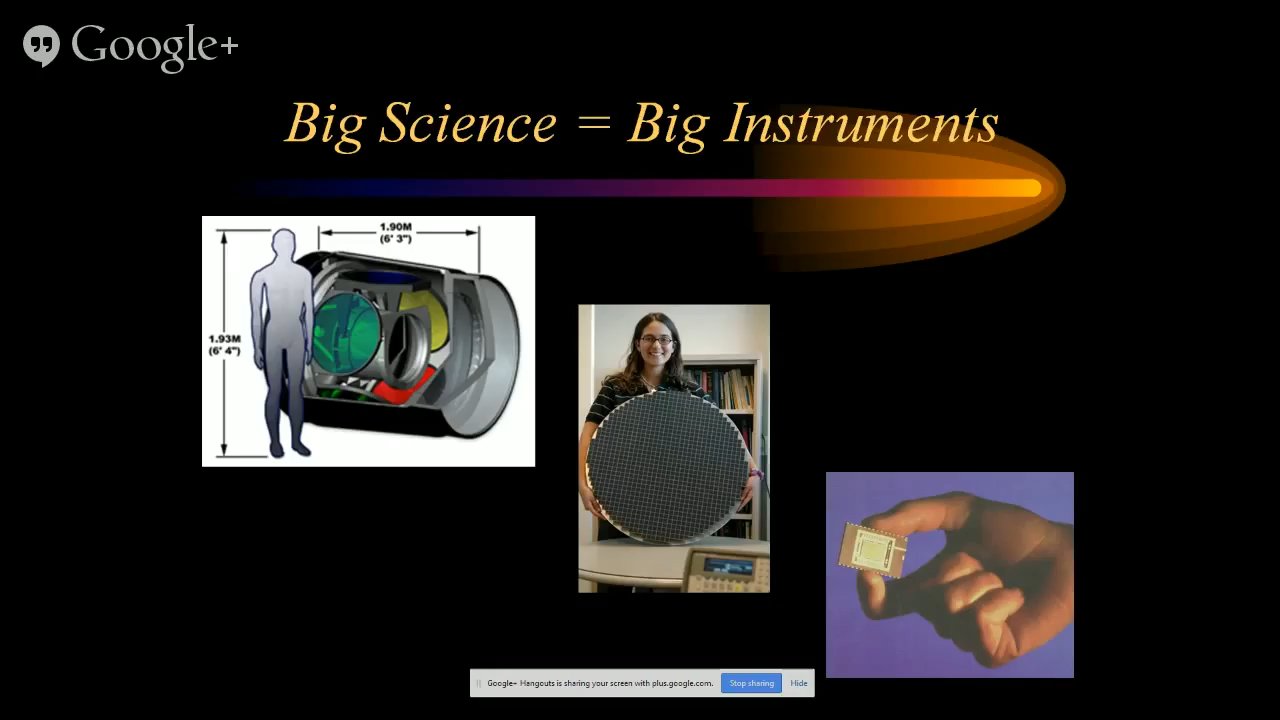 Google+
Big Science = Big Instruments
1.90M
(6' 3")
1.93M
(6' 4")
Google+ Hangouts is sharing your screen with plus.google.com.
Stop sharing
Hide